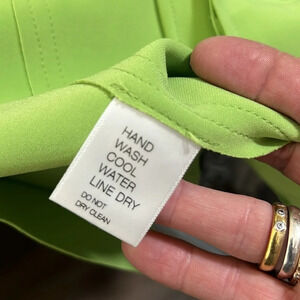 HAND
WASH
COOL
WATER
LINE DRY
DO NOT
DRY CLEAN